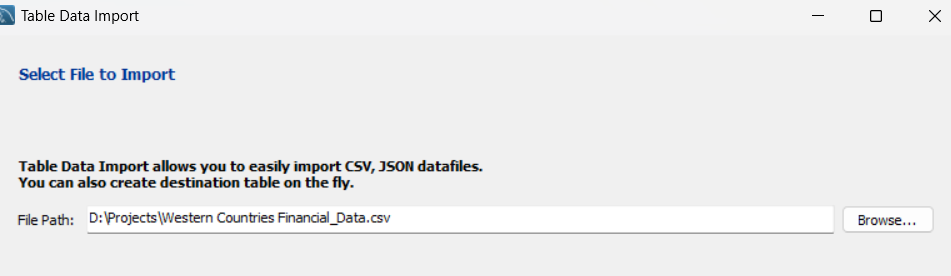 Table Data Import
Select File to Import
Table Data Import allows you to easily import CSV, JSON datafiles.
You can also create destination table on the fly.
File Path: D:\Projects\Western Countries Financial_Data.csv Browse...